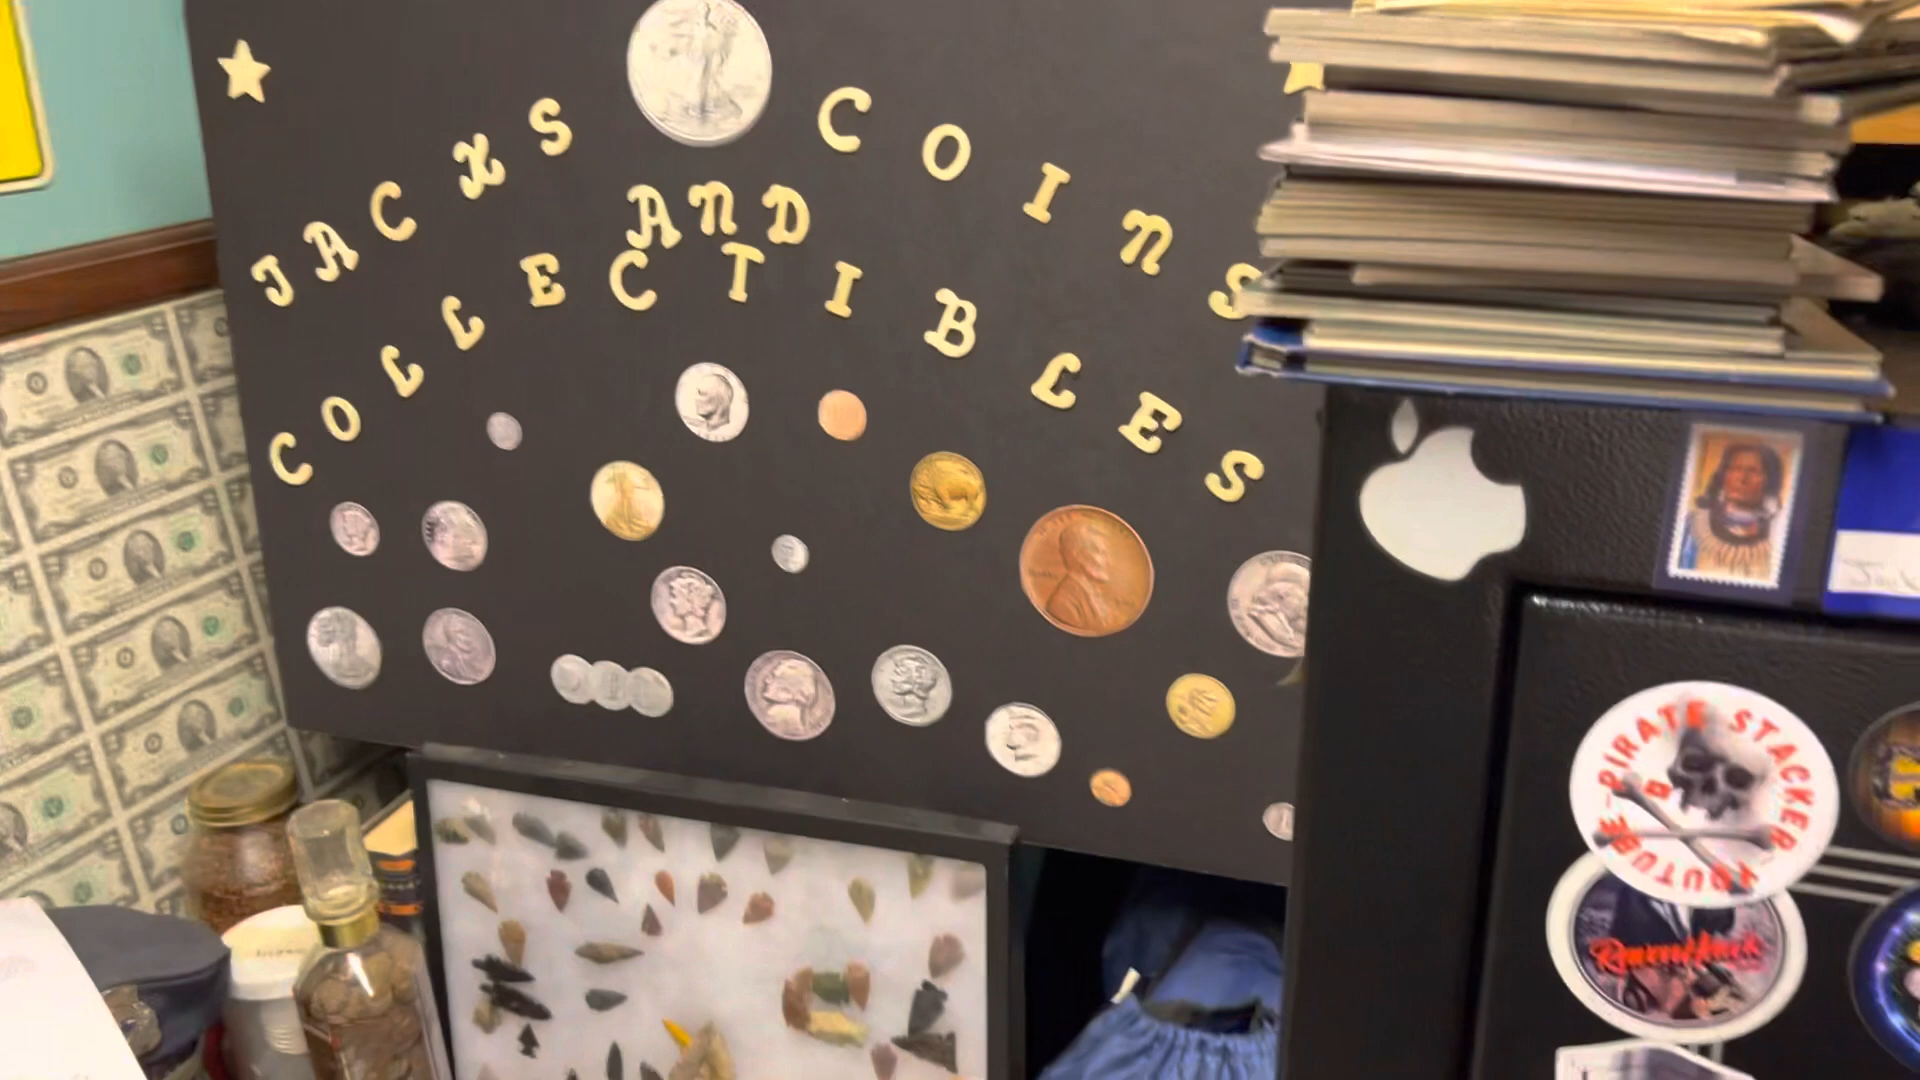 JACKS COINS
AND
COLLECTIBLES
PIRATE STACKER
YOUTUBE